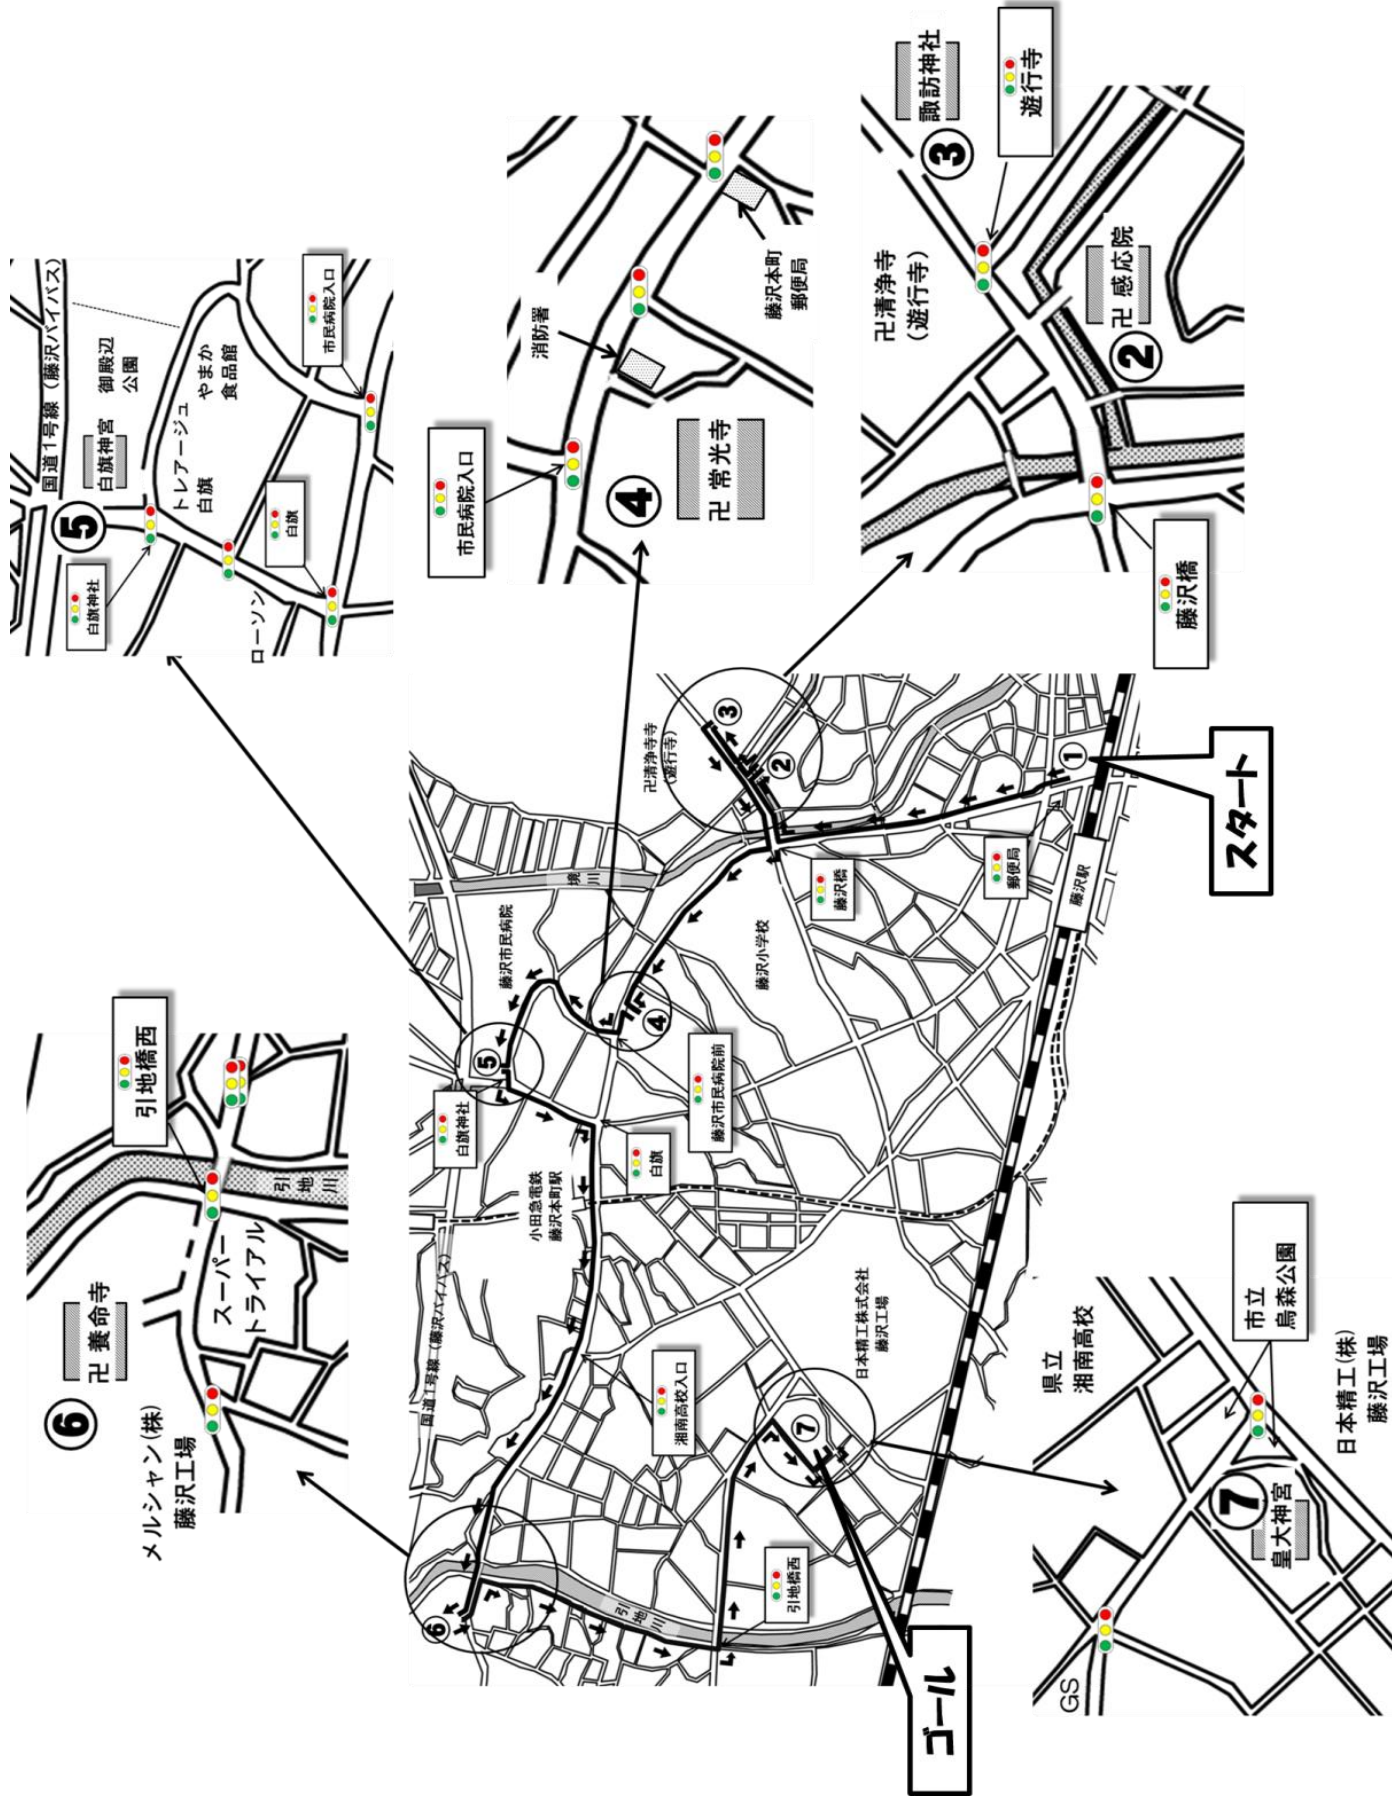 メルシャン(株)
藤沢工場
⑥
卍 養命寺
スーパー
トライアル
引地川
引地橋西
⑤
白旗神社
国道1号線（藤沢バイパス）
白旗神宮
御殿辺
公園
トレアージュ
白旗
やまか
食品館
ローソン
白旗
市民病院入口
市民病院入口
④
卍 常光寺
消防署
藤沢本町
郵便局
卍清浄寺
（遊行寺）
③
諏訪神社
遊行寺
②
卍 感応院
藤沢橋
⑥
国道1号線（藤沢バイパス）
白旗神社
⑤
藤沢市民病院
境川
卍清浄寺寺
（遊行寺）
③
②
小田急電鉄
藤沢本町駅
白旗
④
藤沢市民病院前
藤沢小学校
藤沢橋
引地川
湘南高校入口
引地橋西
⑦
日本精工株式会社
藤沢工場
郵便局
藤沢駅
①
スタート
ゴール
GS
県立
湘南高校
⑦
皇大神宮
市立
烏森公園
日本精工(株)
藤沢工場